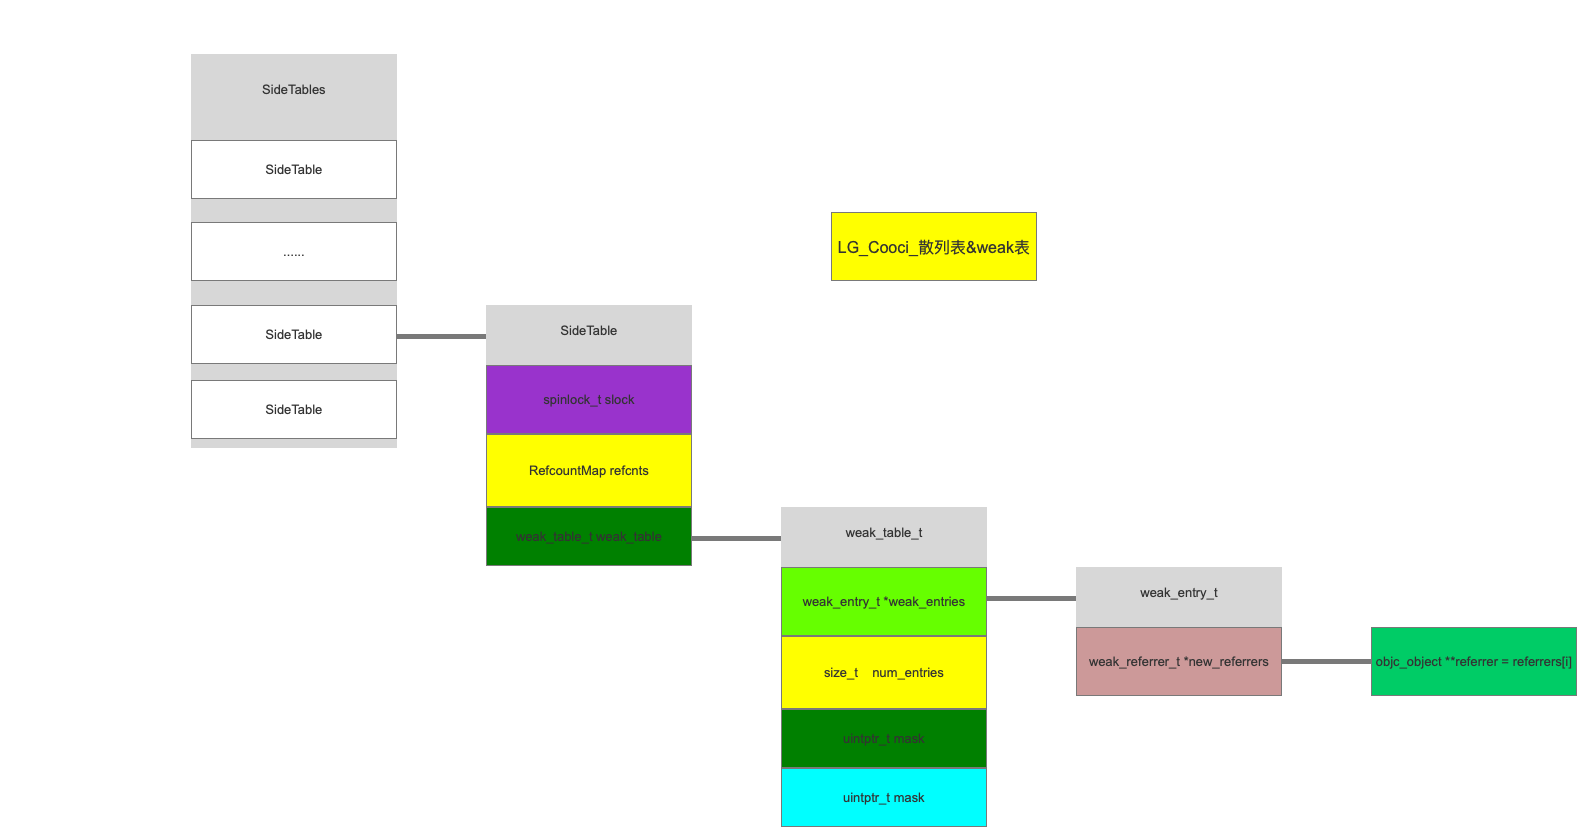 SideTables
SideTable
......
SideTable
SideTable
LG_Cooci_散列表&weak表
SideTable
spinlock_t slock
RefcountMap refcnts
weak_table_t weak_table
weak_table_t
weak_entry_t *weak_entries
size_t    num_entries
uintptr_t mask
uintptr_t mask
weak_entry_t
weak_referrer_t *new_referrers
objc_object **referrer = referrers[i]